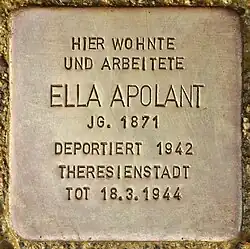 HIER WOHNTE
UND ARBEITETE
ELLA APOLANT
JG. 1871
DEPORTIERT 1942
THERESIENSTADT
TOT 18.3.1944